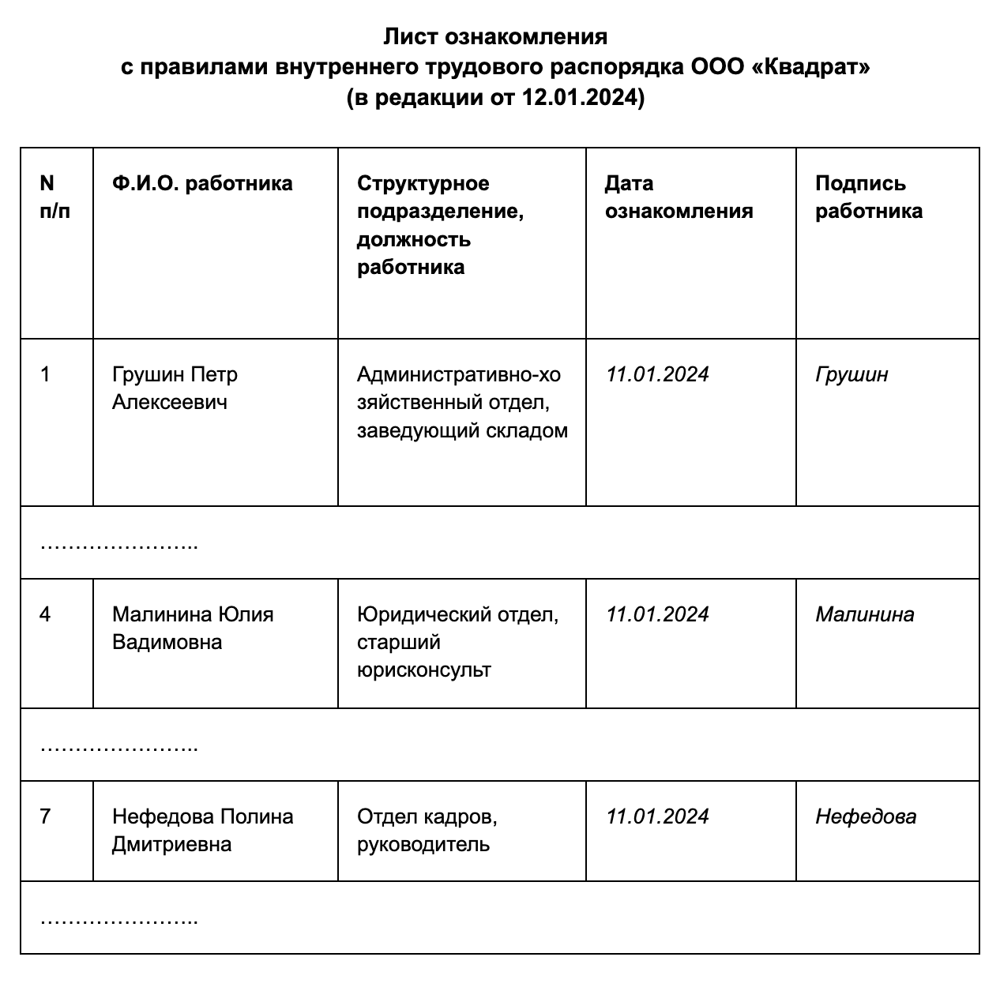 Лист ознакомления
с правилами внутреннего трудового распорядка ООО «Квадрат»
(в редакции от 12.01.2024)
N
п/п
Ф.И.О. работника
Структурное
подразделение,
должность
работника
Дата
ознакомления
Подпись
работника
1
Грушин Петр
Алексеевич
Административно-хо
зяйственный отдел,
заведующий складом
11.01.2024
Грушин
……………………..
4
Малинина Юлия
Вадимовна
Юридический отдел,
старший
юрисконсульт
11.01.2024
Малинина
……………………..
7
Нефедова Полина
Дмитриевна
Отдел кадров,
руководитель
11.01.2024
Нефедова
……………………..